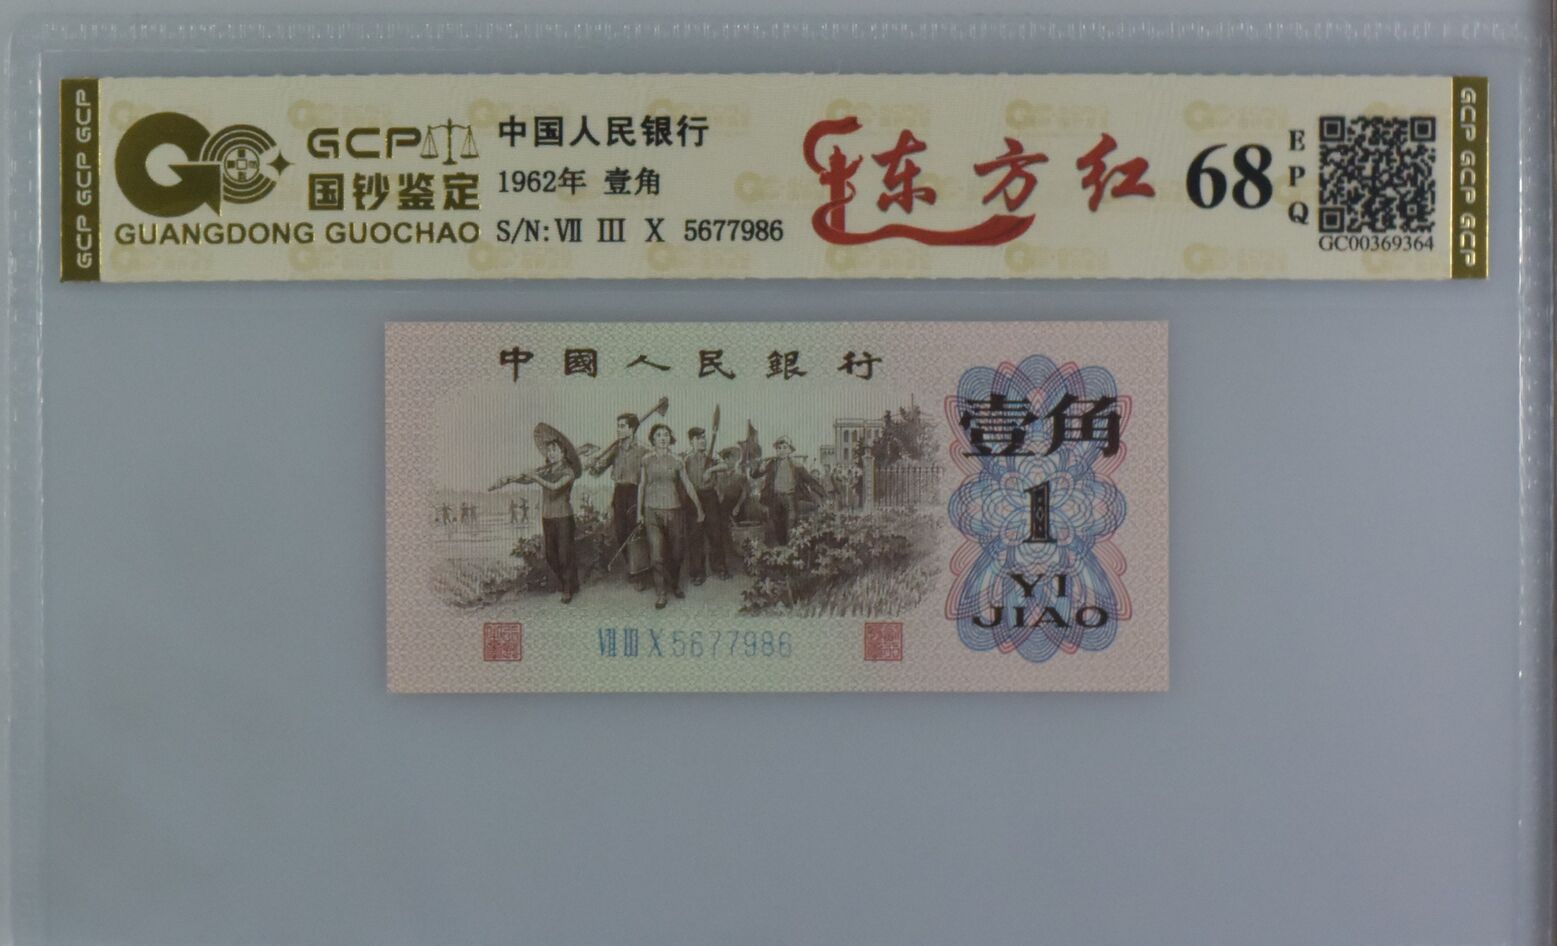 GCP GCP GCP
GCP
国钞鉴定
GUANGDONG GUOCHAO
中国人民银行
1962年 壹角
S/N: Ⅶ Ⅲ Ⅹ 5677986
东方红
68
EPQ
GC00369364
GCP GCP GCP
中國人民銀行
壹角
1
YI
JIAO
Ⅶ Ⅲ Ⅹ 5677986